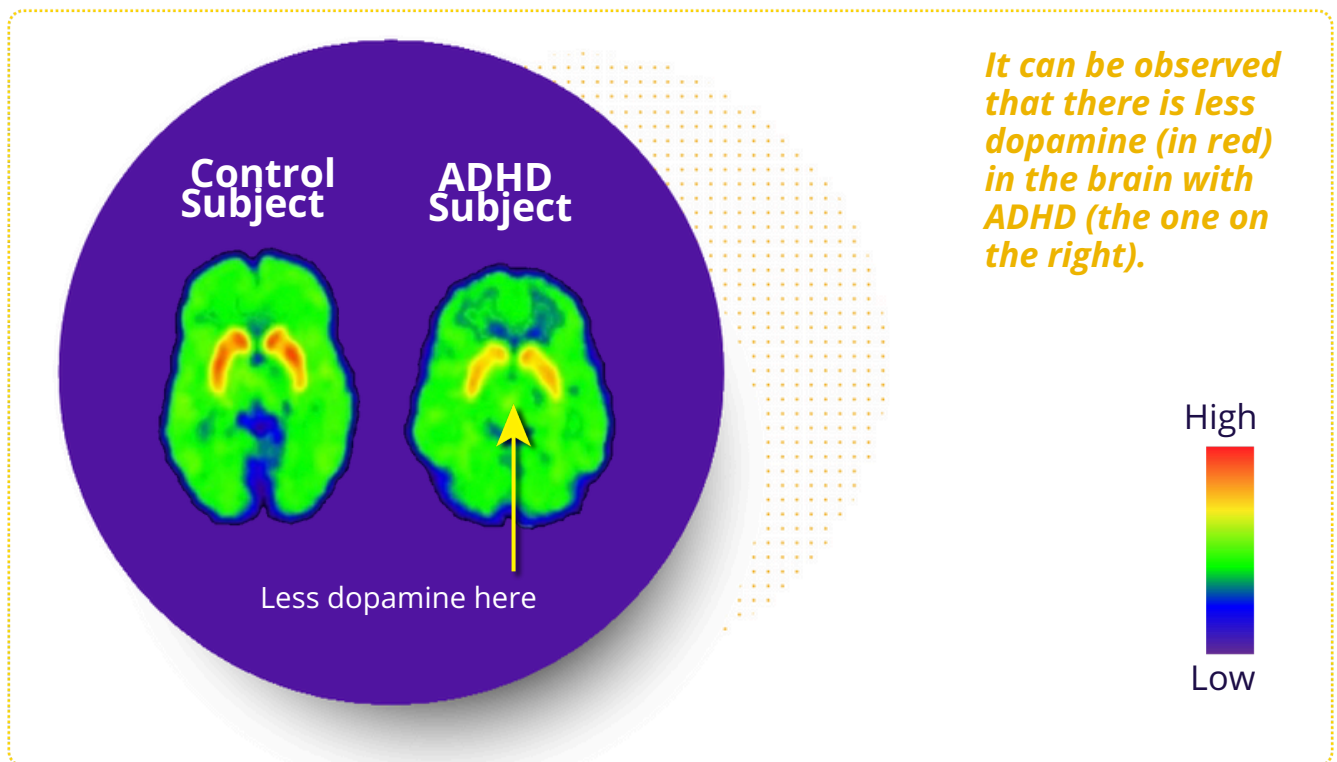 Control
Subject
ADHD
Subject
Less dopamine here
It can be observed
that there is less
dopamine (in red)
in the brain with
ADHD (the one on
the right).
High
Low